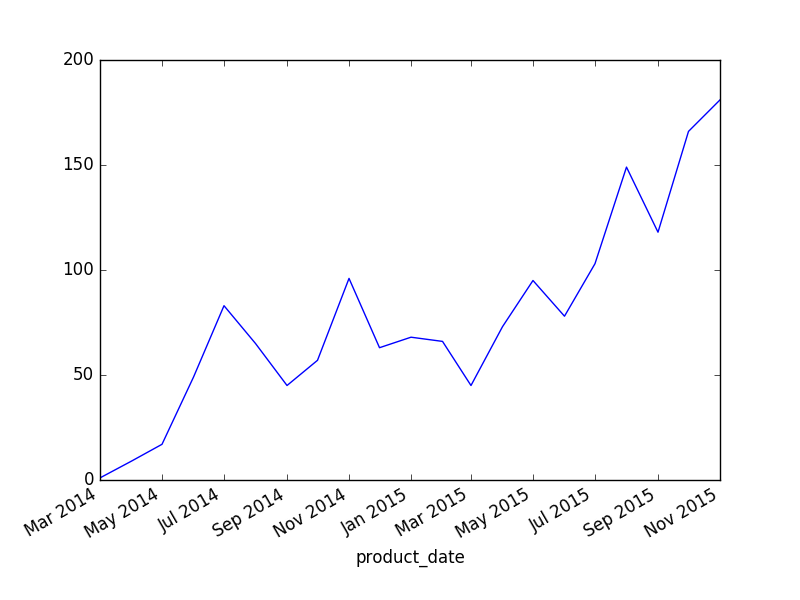 200
150
100
50
0
Mar 2014
May 2014
Jul 2014
Sep 2014
Nov 2014
Jan 2015
Mar 2015
May 2015
Jul 2015
Sep 2015
Nov 2015
product_date